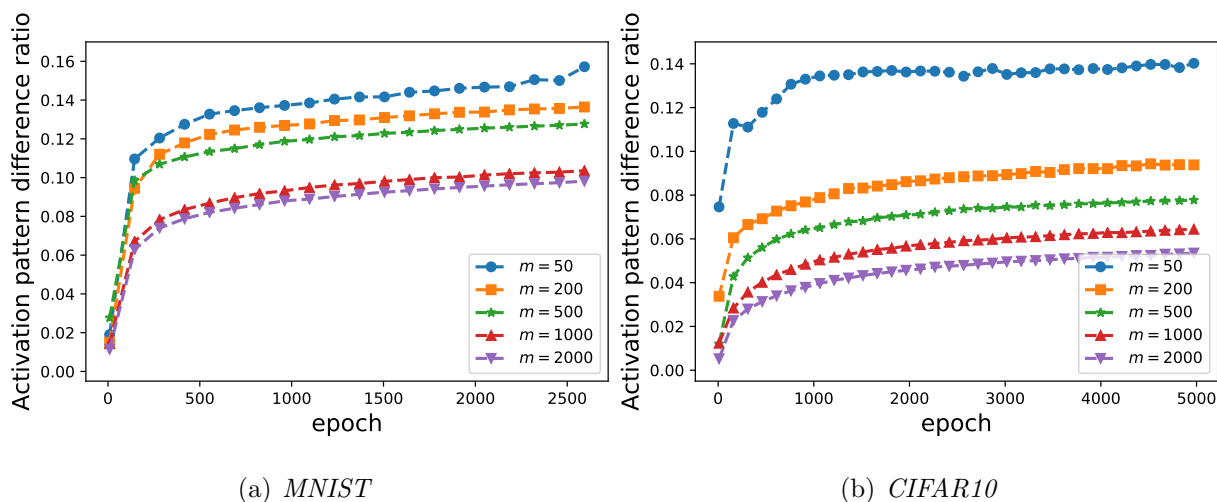 Activation pattern difference ratio
0.16
0.14
0.12
0.10
0.08
0.06
0.04
0.02
0.00
m = 50
m = 200
m = 500
m = 1000
m = 2000
0 500 1000 1500 2000 2500
epoch
(a) MNIST
Activation pattern difference ratio
0.14
0.12
0.10
0.08
0.06
0.04
0.02
0.00
m = 50
m = 200
m = 500
m = 1000
m = 2000
0 1000 2000 3000 4000 5000
epoch
(b) CIFAR10